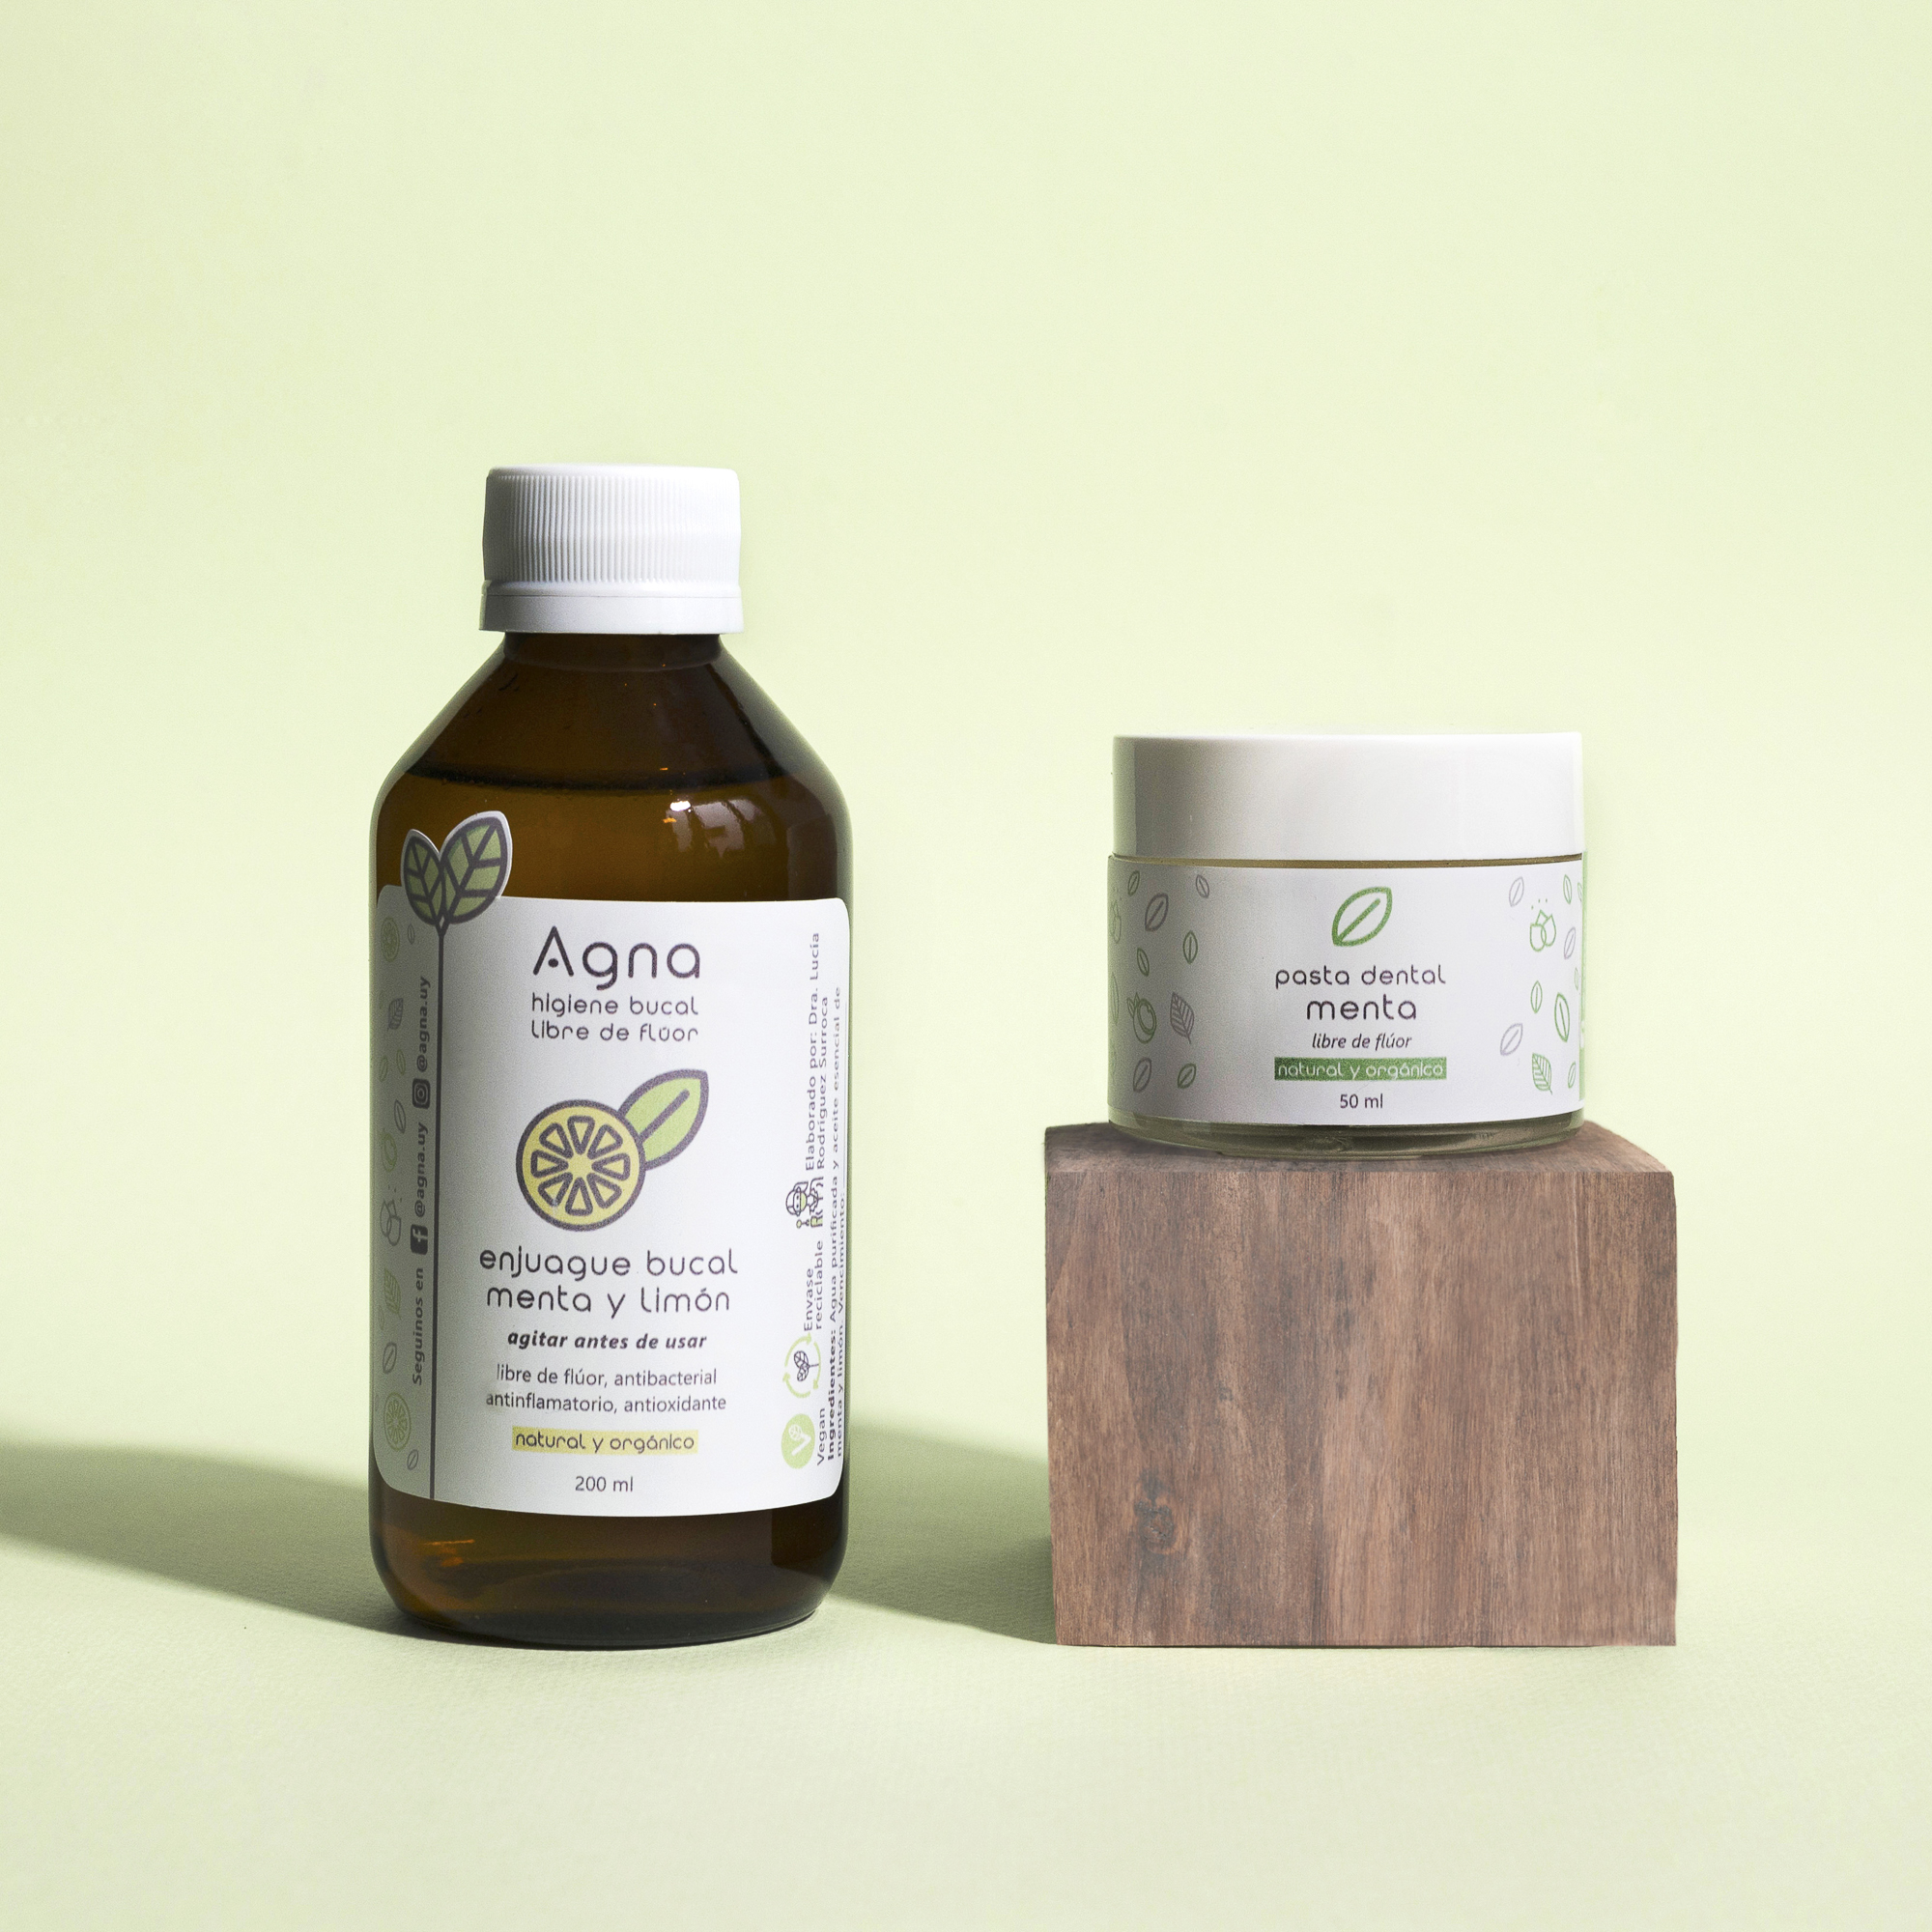 Agna
higiene bucal
libre de flúor
enjuague bucal
menta y limón
agitar antes de usar
libre de flúor, antibacterial
antinflamatorio, antioxidante
natural y orgánico
200 ml
Seguinos en @agna.uy @agna.uy
Elaborado por: Dra. Lucía
Rodríguez Surroca
Envase
reciclable
Vegan
Ingredientes: Agua purificada y aceite esencial de
menta y limón. Vencimiento:
pasta dental
menta
libre de flúor
natural y orgánico
50 ml